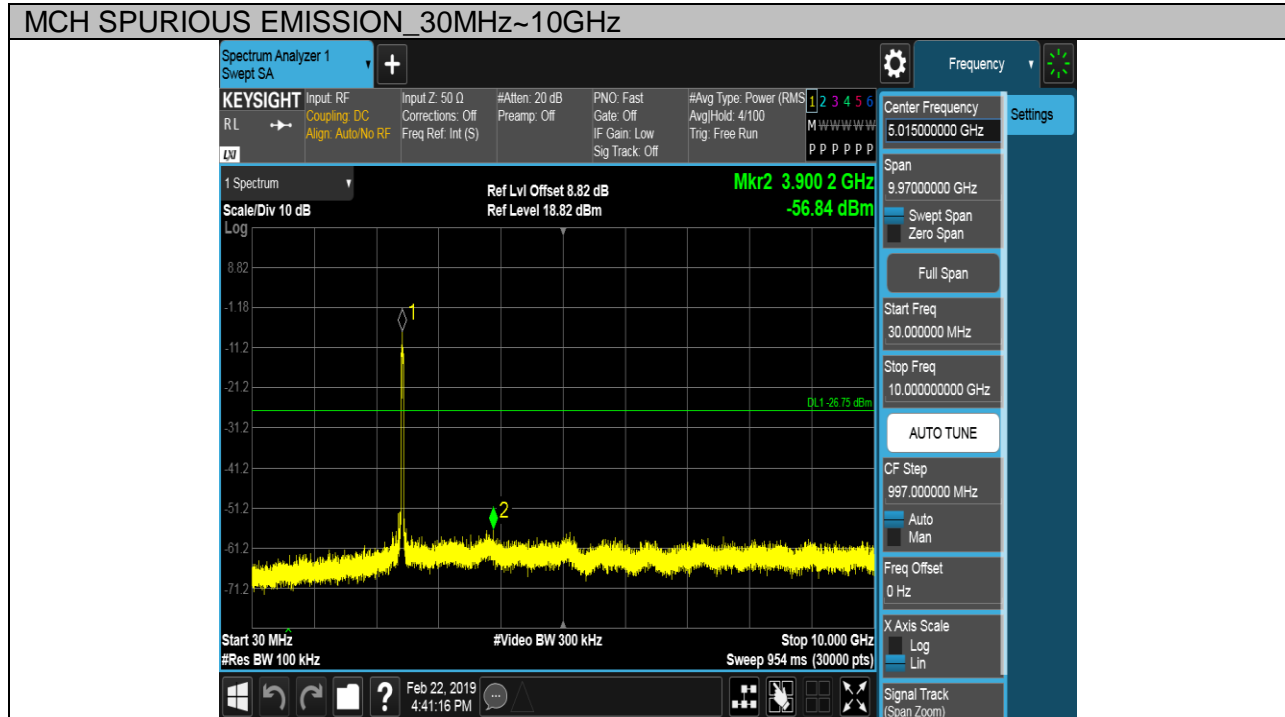 MCH SPURIOUS EMISSION_30MHz~10GHz
Spectrum Analyzer 1
Swept SA
+
Frequency
KEYSIGHT Input: RF Input Z: 50 Ω #Atten: 20 dB PNO: Fast #Avg Type: Power (RMS 1 2 3 4 5 6
RL Coupling: DC Corrections: Off Preamp: Off Gate: Off Avg|Hold: 4/100 M W W W W W
Align: Auto/No RF Freq Ref: Int (S) IF Gain: Low Trig: Free Run
LXI Sig Track: Off P P P P P P
Center Frequency
5.015000000 GHz
Settings
1 Spectrum
Ref Lvl Offset 8.82 dB
Mkr2 3.900 2 GHz
Scale/Div 10 dB
Ref Level 18.82 dBm
-56.84 dBm
Log
8.82
-1.18
-11.2
-21.2
-31.2
-41.2
-51.2
-61.2
-71.2
1
DL1 -26.75 dBm
2
Start 30 MHz #Video BW 300 kHz Stop 10.000 GHz
#Res BW 100 kHz Sweep 954 ms (30000 pts)
Span
9.97000000 GHz
Swept Span
Zero Span
Full Span
Start Freq
30.000000 MHz
Stop Freq
10.000000000 GHz
AUTO TUNE
CF Step
997.000000 MHz
Auto
Man
Freq Offset
0 Hz
X Axis Scale
Log
Lin
Signal Track
(Span Zoom)
?
Feb 22, 2019
4:41:16 PM